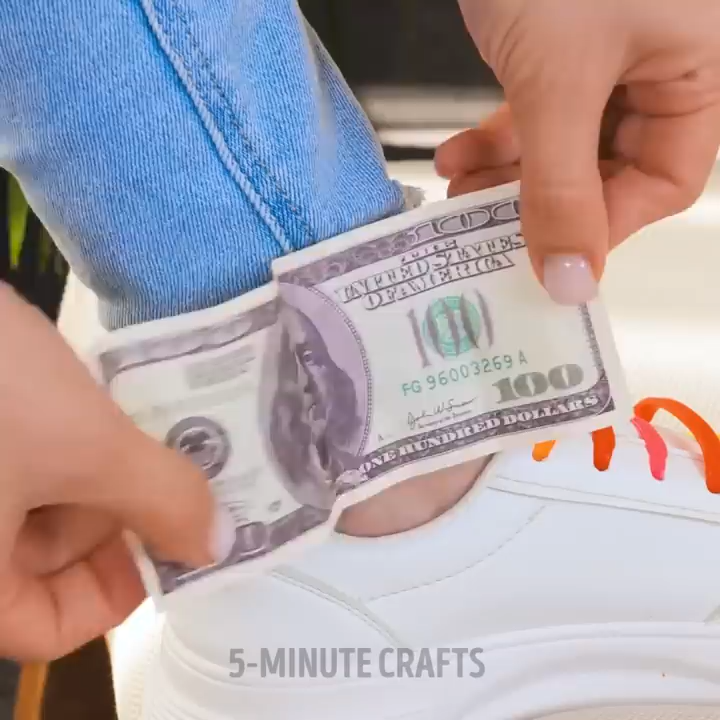 UNITED STATES
OF AMERICA
100
FG 96003269 A
100
ONE HUNDRED DOLLARS
5-MINUTE CRAFTS